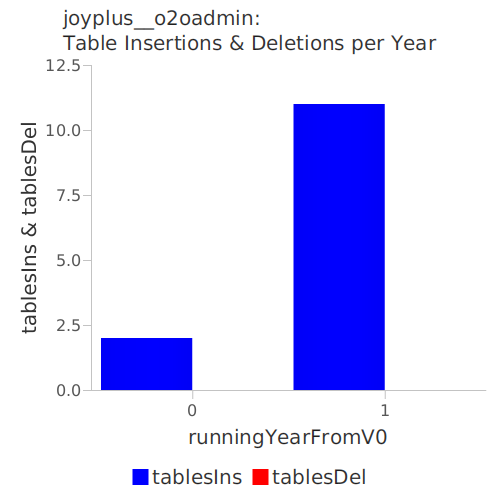 joyplus__o2oadmin:
Table Insertions & Deletions per Year
tablesIns & tablesDel
12.5
10.0
7.5
5.0
2.5
0.0
0 1
runningYearFromV0
tablesIns tablesDel